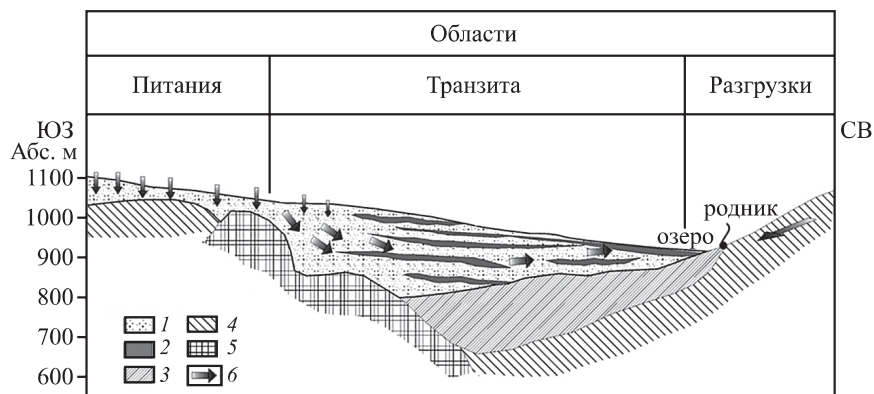 Области
Питания
Транзита
Разгрузки
ЮЗ
СВ
Абс. м
1100
1000
900
800
700
600
родник
озеро
1
2
3
4
5
6